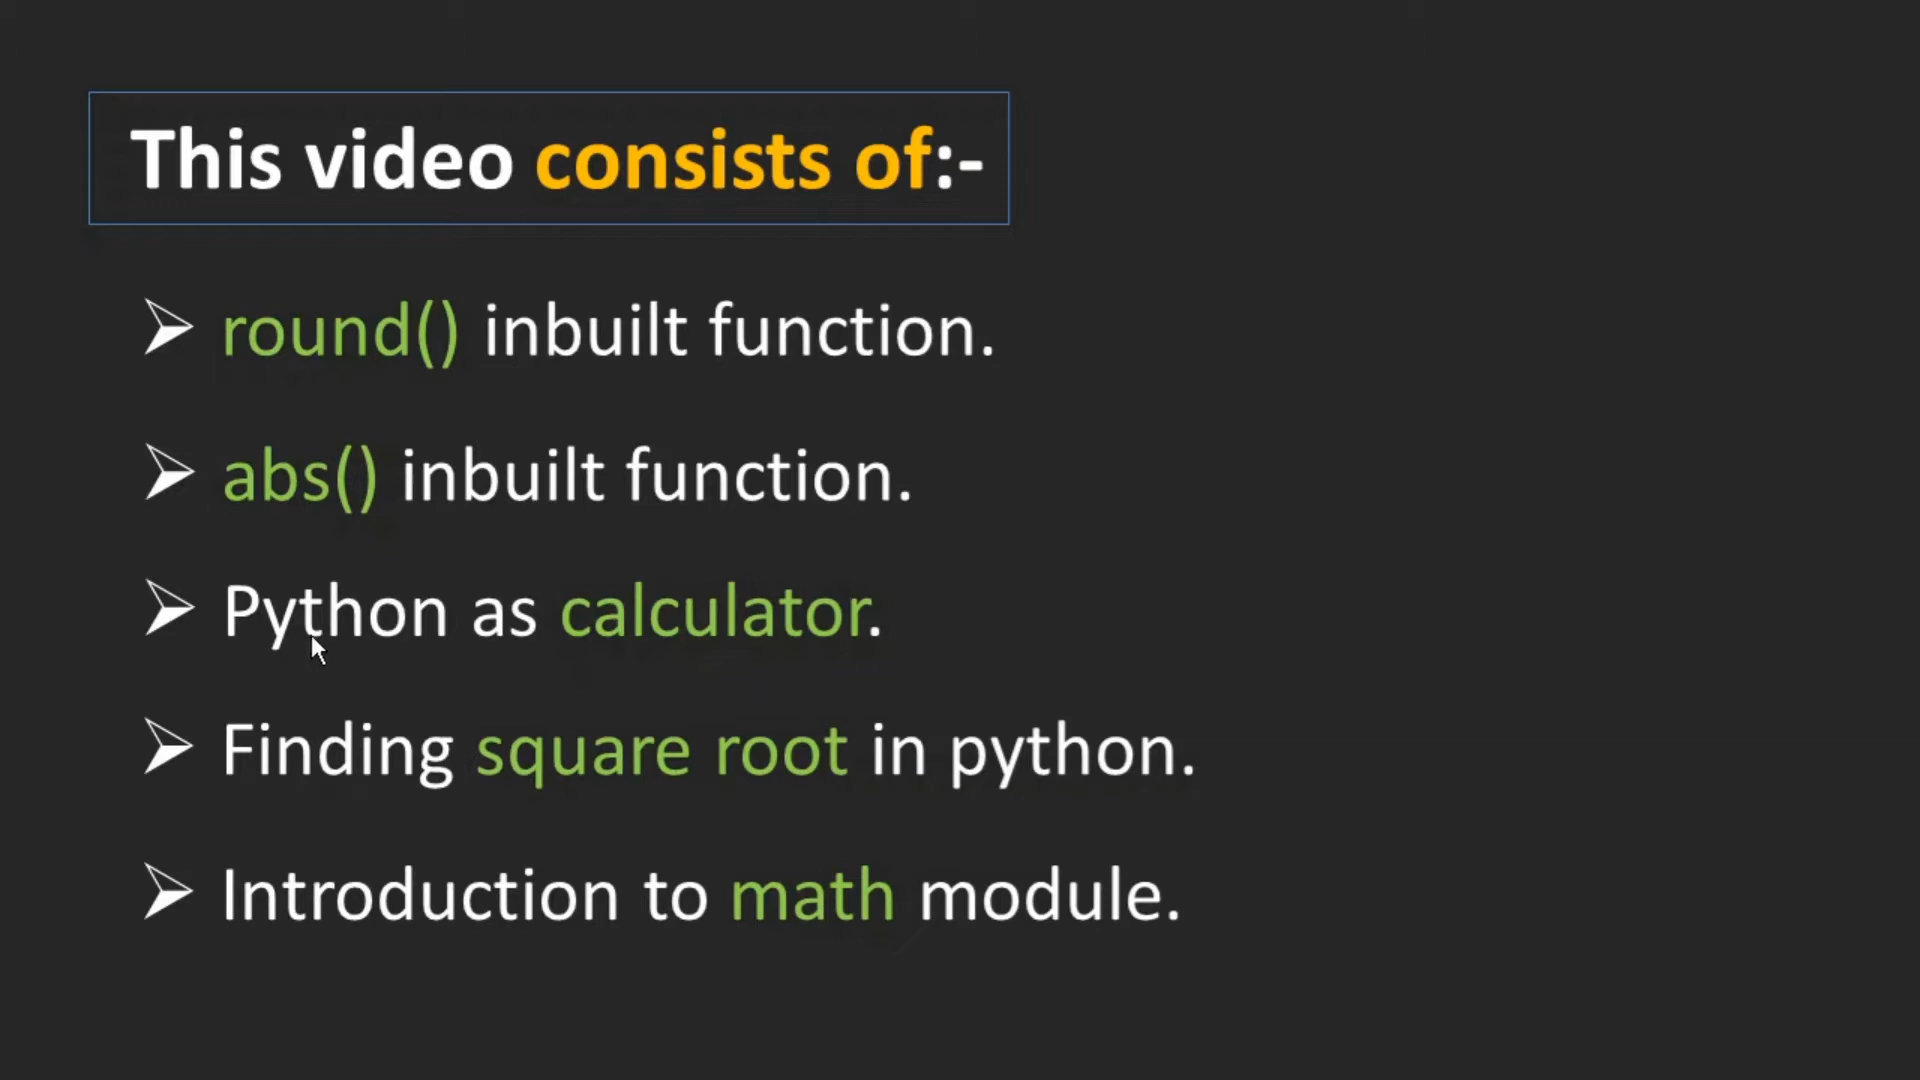 This video consists of:-
round() inbuilt function.
abs() inbuilt function.
Python as calculator.
Finding square root in python.
Introduction to math module.